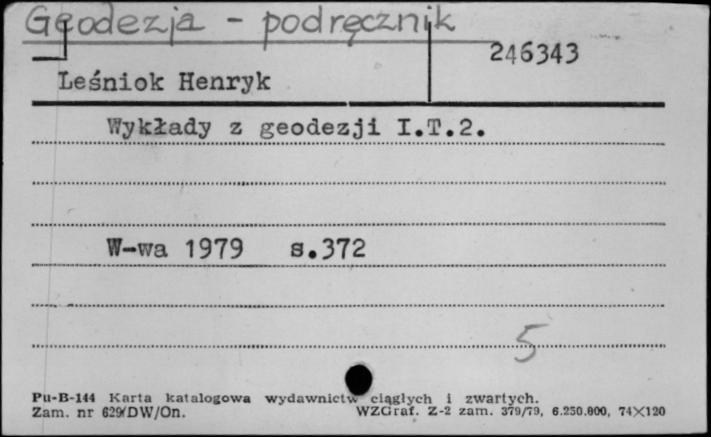 Geodezja - podręcznik
246343
Leśniok Henryk
Wykłady z geodezji I.T.2.
W-wa 1979 s.372
5
Pu-B-144 Karta katalogowa wydawnictw ciągłych i zwartych.
Zam. nr 629/DW/On. WZGraf. Z-2 zam. 379/79, 6.250.000, 74×120